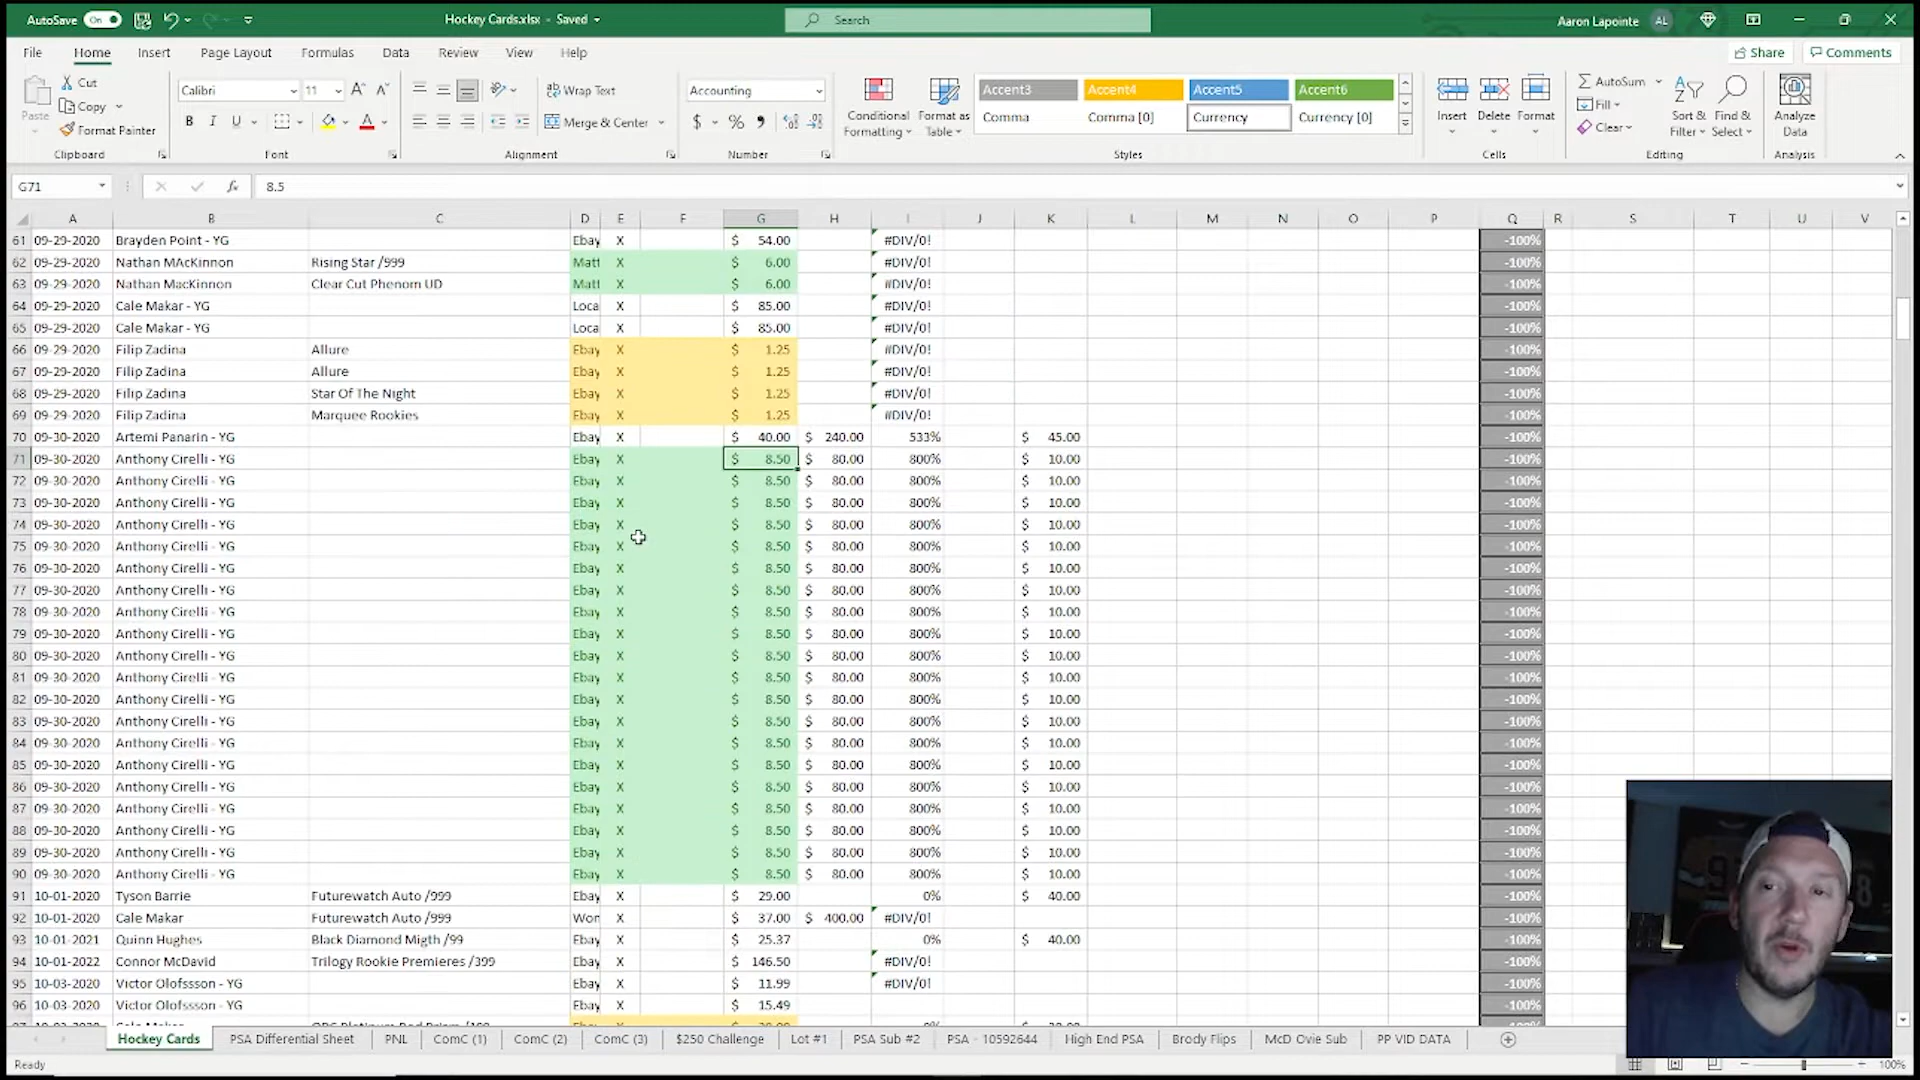 AutoSave On Hockey Cards.xlsx - Saved Search Aaron Lapointe AL
File Home Insert Page Layout Formulas Data Review View Help Share Comments
Paste Cut Copy Format Painter Clipboard
Calibri 11 B I U Font
Wrap Text Merge & Center Alignment
Accounting $ % Number
Conditional Formatting Format as Table
Accent3 Accent4 Accent5 Accent6
Comma Comma [0] Currency Currency [0]
Styles
Insert Delete Format Cells
AutoSum Fill Clear Sort & Filter Find & Select Editing
Analyze Data Analysis
G71 fx 8.5
A B C D E F G H I J K L M N O P Q R S T U V
61 09-29-2020 Brayden Point - YG Ebay X $ 54.00 #DIV/0! -100%
62 09-29-2020 Nathan MAcKinnon Rising Star /999 Matt X $ 6.00 #DIV/0! -100%
63 09-29-2020 Nathan MacKinnon Clear Cut Phenom UD Matt X $ 6.00 #DIV/0! -100%
64 09-29-2020 Cale Makar - YG Loca X $ 85.00 #DIV/0! -100%
65 09-29-2020 Cale Makar - YG Loca X $ 85.00 #DIV/0! -100%
66 09-29-2020 Filip Zadina Allure Ebay X $ 1.25 #DIV/0! -100%
67 09-29-2020 Filip Zadina Allure Ebay X $ 1.25 #DIV/0! -100%
68 09-29-2020 Filip Zadina Star Of The Night Ebay X $ 1.25 #DIV/0! -100%
69 09-29-2020 Filip Zadina Marquee Rookies Ebay X $ 1.25 #DIV/0! -100%
70 09-30-2020 Artemi Panarin - YG Ebay X $ 40.00 $ 240.00 533% $ 45.00 -100%
71 09-30-2020 Anthony Cirelli - YG Ebay X $ 8.50 $ 80.00 800% $ 10.00 -100%
72 09-30-2020 Anthony Cirelli - YG Ebay X $ 8.50 $ 80.00 800% $ 10.00 -100%
73 09-30-2020 Anthony Cirelli - YG Ebay X $ 8.50 $ 80.00 800% $ 10.00 -100%
74 09-30-2020 Anthony Cirelli - YG Ebay X $ 8.50 $ 80.00 800% $ 10.00 -100%
75 09-30-2020 Anthony Cirelli - YG Ebay X $ 8.50 $ 80.00 800% $ 10.00 -100%
76 09-30-2020 Anthony Cirelli - YG Ebay X $ 8.50 $ 80.00 800% $ 10.00 -100%
77 09-30-2020 Anthony Cirelli - YG Ebay X $ 8.50 $ 80.00 800% $ 10.00 -100%
78 09-30-2020 Anthony Cirelli - YG Ebay X $ 8.50 $ 80.00 800% $ 10.00 -100%
79 09-30-2020 Anthony Cirelli - YG Ebay X $ 8.50 $ 80.00 800% $ 10.00 -100%
80 09-30-2020 Anthony Cirelli - YG Ebay X $ 8.50 $ 80.00 800% $ 10.00 -100%
81 09-30-2020 Anthony Cirelli - YG Ebay X $ 8.50 $ 80.00 800% $ 10.00 -100%
82 09-30-2020 Anthony Cirelli - YG Ebay X $ 8.50 $ 80.00 800% $ 10.00 -100%
83 09-30-2020 Anthony Cirelli - YG Ebay X $ 8.50 $ 80.00 800% $ 10.00 -100%
84 09-30-2020 Anthony Cirelli - YG Ebay X $ 8.50 $ 80.00 800% $ 10.00 -100%
85 09-30-2020 Anthony Cirelli - YG Ebay X $ 8.50 $ 80.00 800% $ 10.00 -100%
86 09-30-2020 Anthony Cirelli - YG Ebay X $ 8.50 $ 80.00 800% $ 10.00 -100%
87 09-30-2020 Anthony Cirelli - YG Ebay X $ 8.50 $ 80.00 800% $ 10.00 -100%
88 09-30-2020 Anthony Cirelli - YG Ebay X $ 8.50 $ 80.00 800% $ 10.00 -100%
89 09-30-2020 Anthony Cirelli - YG Ebay X $ 8.50 $ 80.00 800% $ 10.00 -100%
90 09-30-2020 Anthony Cirelli - YG Ebay X $ 8.50 $ 80.00 800% $ 10.00 -100%
91 10-01-2020 Tyson Barrie Futurewatch Auto /999 Ebay X $ 29.00 0% $ 40.00 -100%
92 10-01-2020 Cale Makar Futurewatch Auto /999 Wor X $ 37.00 $ 400.00 #DIV/0! -100%
93 10-01-2021 Quinn Hughes Black Diamond Migth /99 Ebay X $ 25.37 0% $ 40.00 -100%
94 10-01-2022 Connor McDavid Trilogy Rookie Premieres /399 Ebay X $ 146.50 #DIV/0! -100%
95 10-03-2020 Victor Olofssson - YG Ebay X $ 11.99 #DIV/0! -100%
96 10-03-2020 Victor Olofssson - YG Ebay X $ 15.49 -100%
Hockey Cards PSA Differential Sheet PNL ComC (1) ComC (2) ComC (3) $250 Challenge Lot #1 PSA Sub #2 PSA - 10592644 High End PSA Brody Flips McD Ovie Sub PP VID DATA
Ready 100%